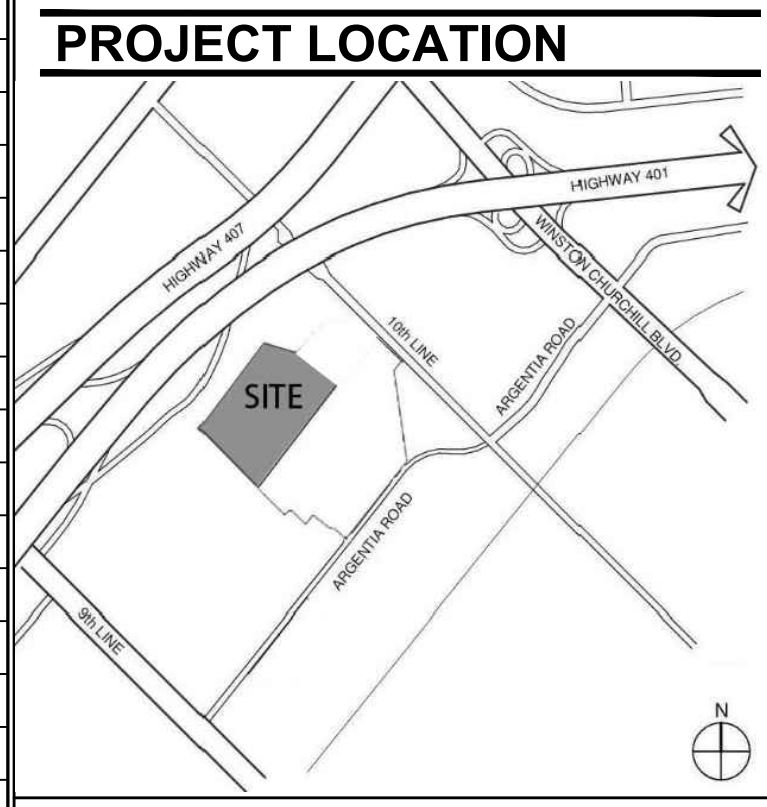 PROJECT LOCATION
HIGHWAY 401
HIGHWAY 407
WINSTON CHURCHILL BLVD.
10th LINE
ARGENTIA ROAD
SITE
ARGENTIA ROAD
9th LINE
N